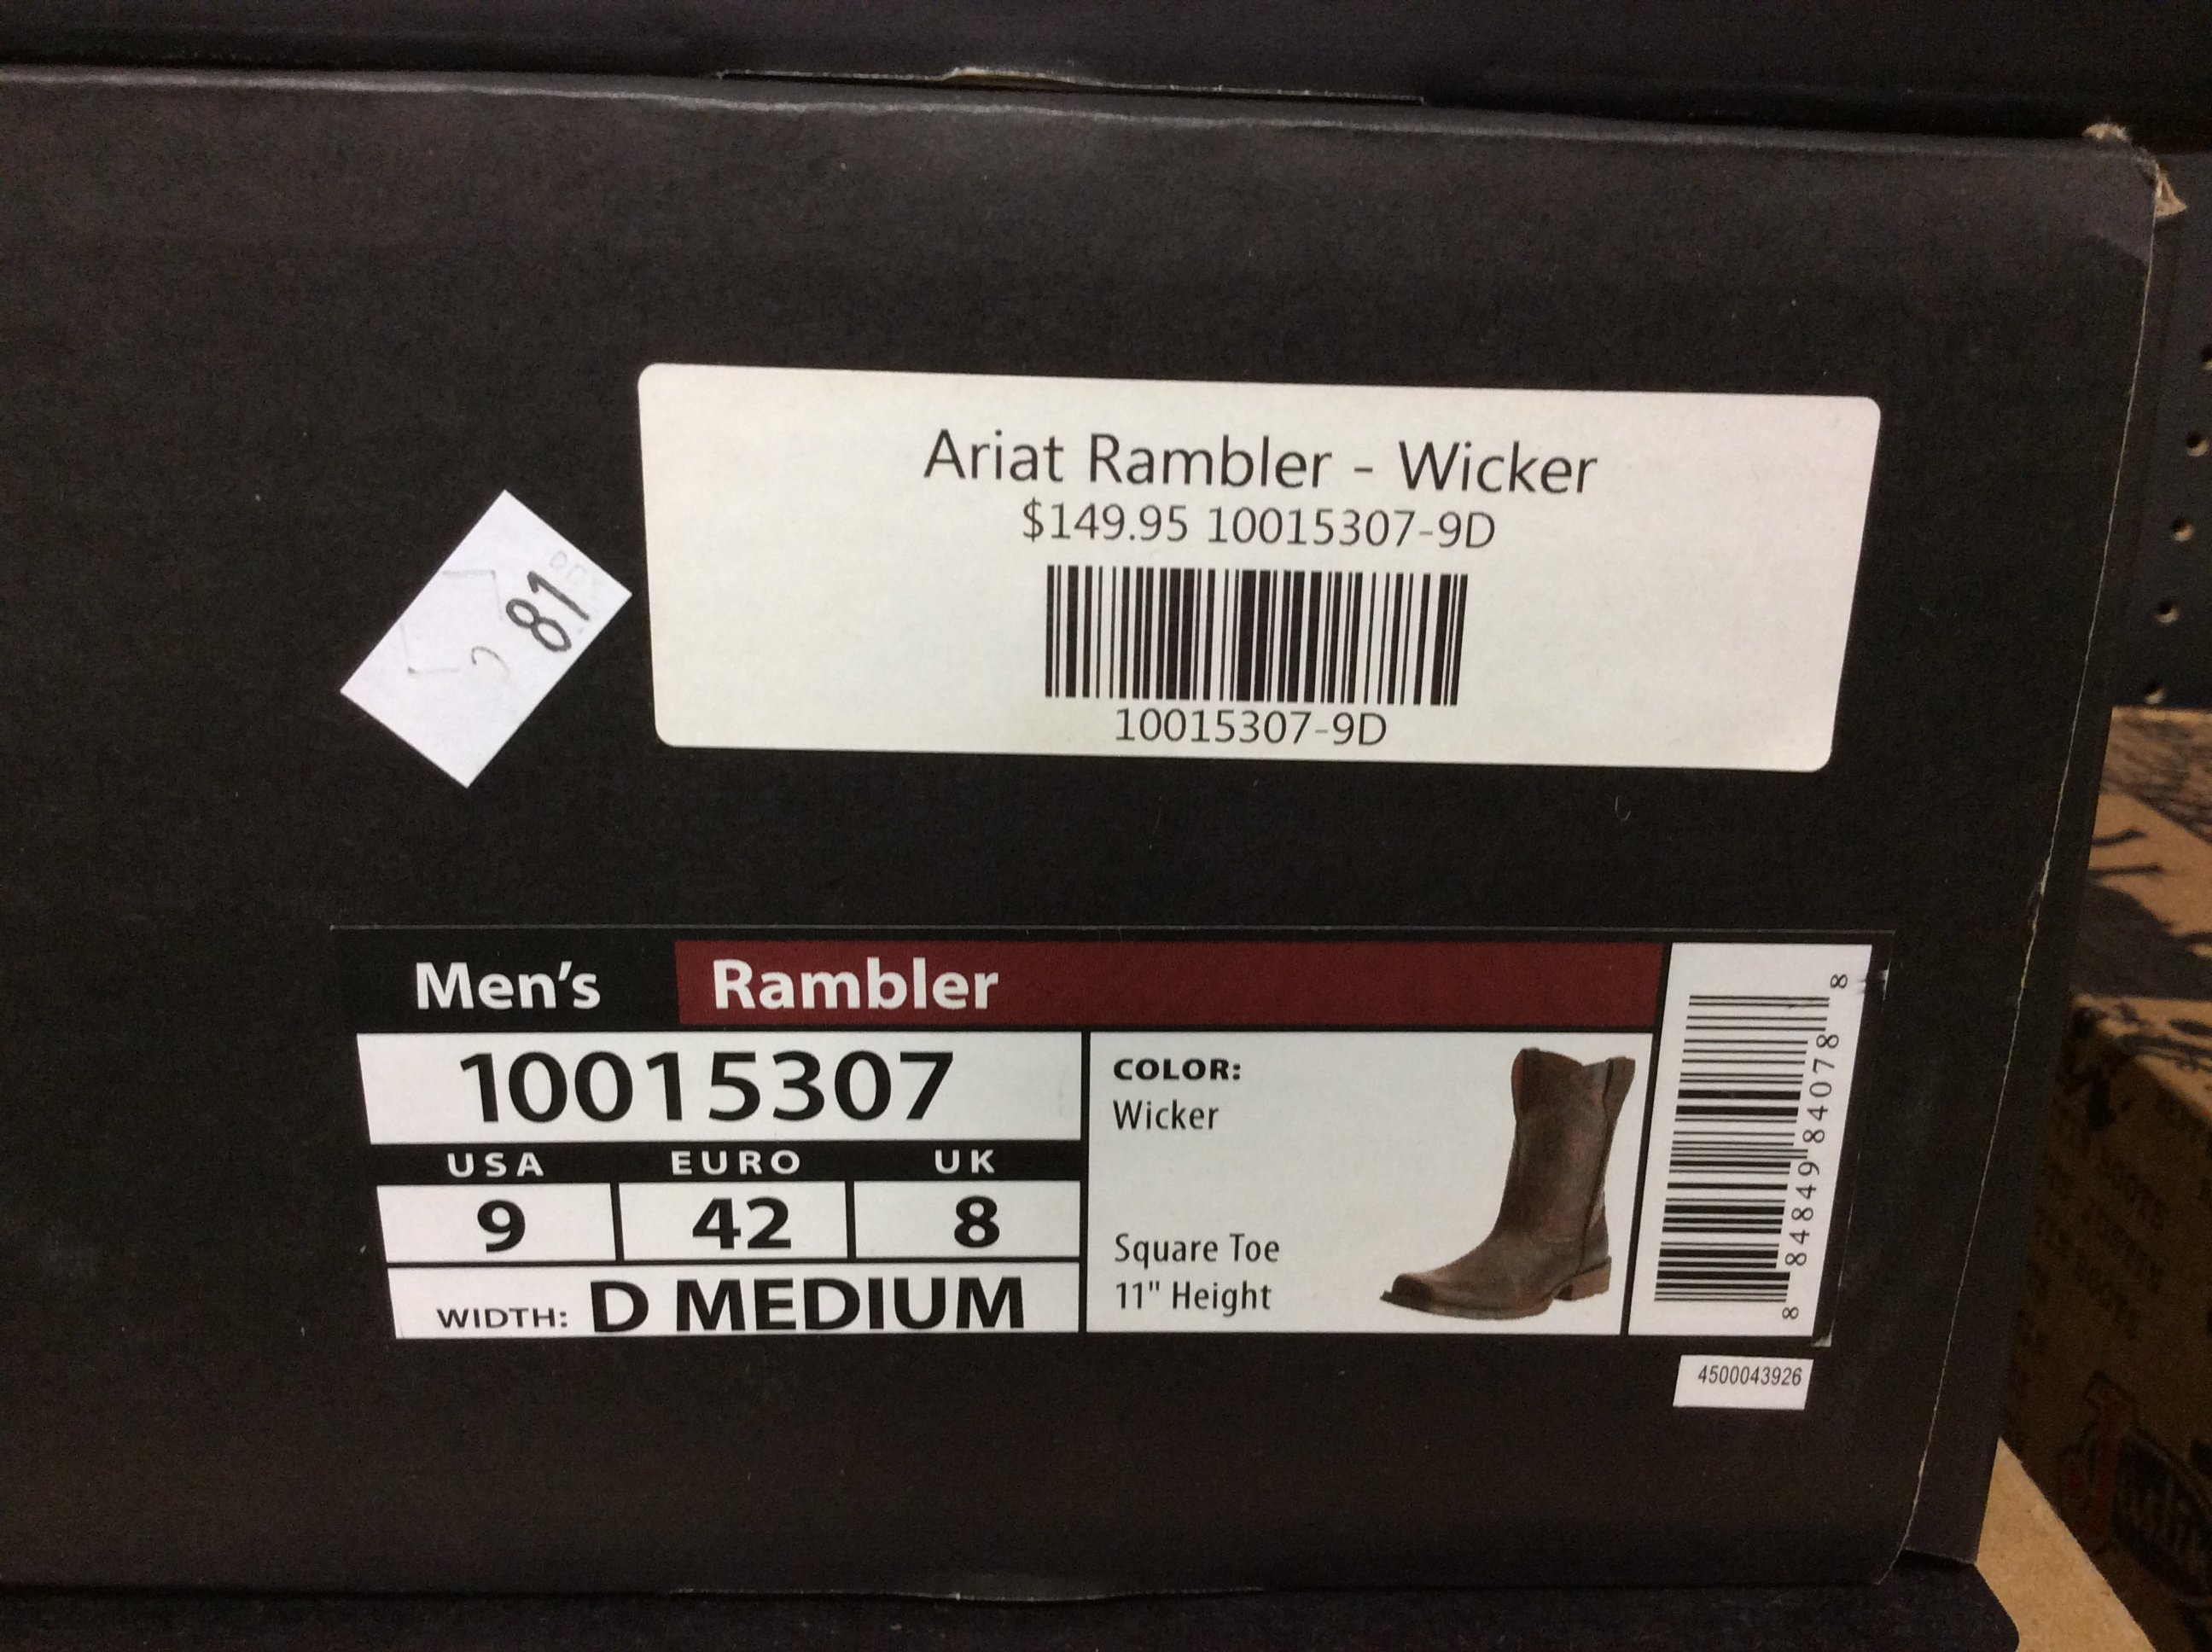 Ariat Rambler - Wicker
$149.95 10015307-9D
10015307-9D
81
Men's Rambler
10015307
USA EURO UK
9 42 8
WIDTH: D MEDIUM
COLOR:
Wicker
Square Toe
11" Height
8 84849 84078 8
4500043926